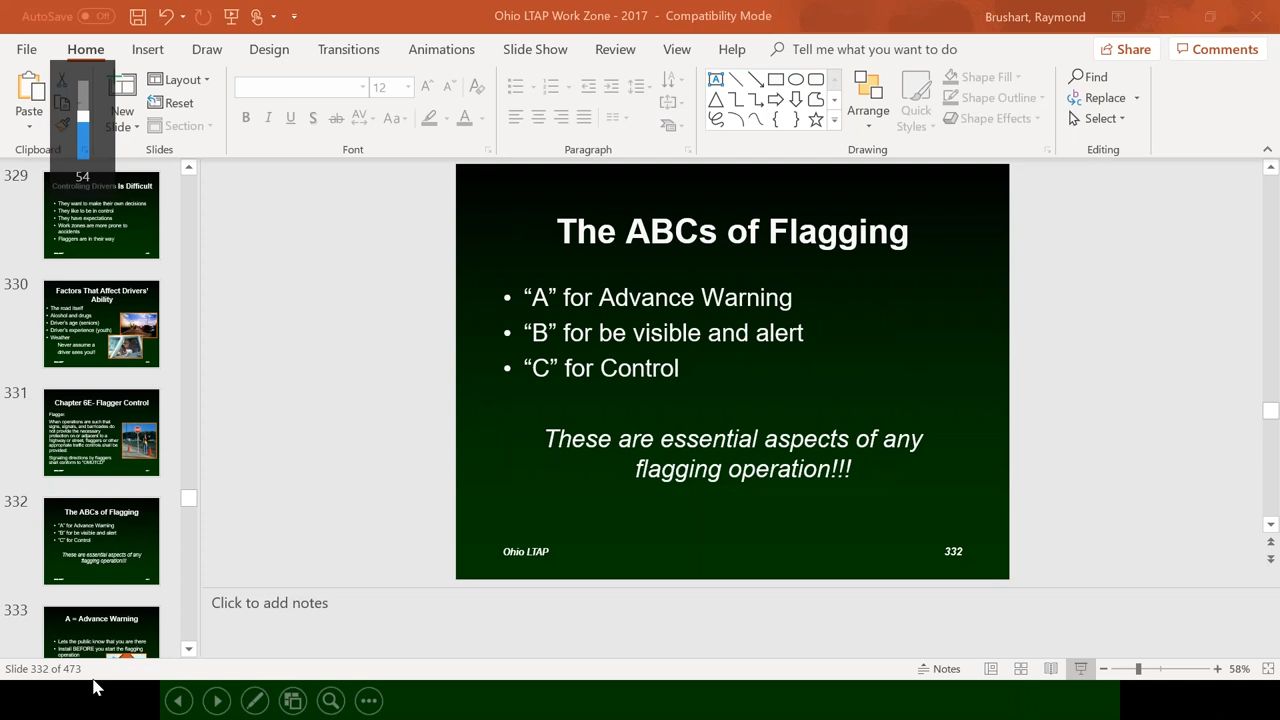 AutoSave Off
Ohio LTAP Work Zone - 2017 - Compatibility Mode
Brushart, Raymond
File Home Insert Draw Design Transitions Animations Slide Show Review View Help Tell me what you want to do Share Comments
Paste
New
Slide
Layout
Reset
Section
12
B I U S ab AV Aa A
Arrange
Quick
Styles
Shape Fill
Shape Outline
Shape Effects
Find
Replace
Select
Clipboard Slides Font Paragraph Drawing Editing
54
329
Controlling Drivers Is Difficult
• They want to make their own decisions
• They like to be in control
• They have expectations
• Work zones are more prone to
accidents
• Flaggers are in their way
330
Factors That Affect Drivers'
Ability
• The road itself
• Alcohol and drugs
• Driver's age (seniors)
• Driver's experience (youth)
• Weather
Never assume a
driver sees you!!
331
Chapter 6E- Flagger Control
Flagger:
When operations are such that
signs, signals, and barricades do
not provide the necessary
protection on or adjacent to a
highway or street, flaggers or other
appropriate traffic controls shall be
provided.
Signaling directions by flaggers
shall conform to "OMUTCD"
332
The ABCs of Flagging
• "A" for Advance Warning
• "B" for be visible and alert
• "C" for Control
These are essential aspects of any
flagging operation!!!
333
A = Advance Warning
• Lets the public know that you are there
• Install BEFORE you start the flagging
operation
The ABCs of Flagging
• “A” for Advance Warning
• “B” for be visible and alert
• “C” for Control
These are essential aspects of any
flagging operation!!!
Ohio LTAP 332
Click to add notes
Slide 332 of 473
Notes
58%